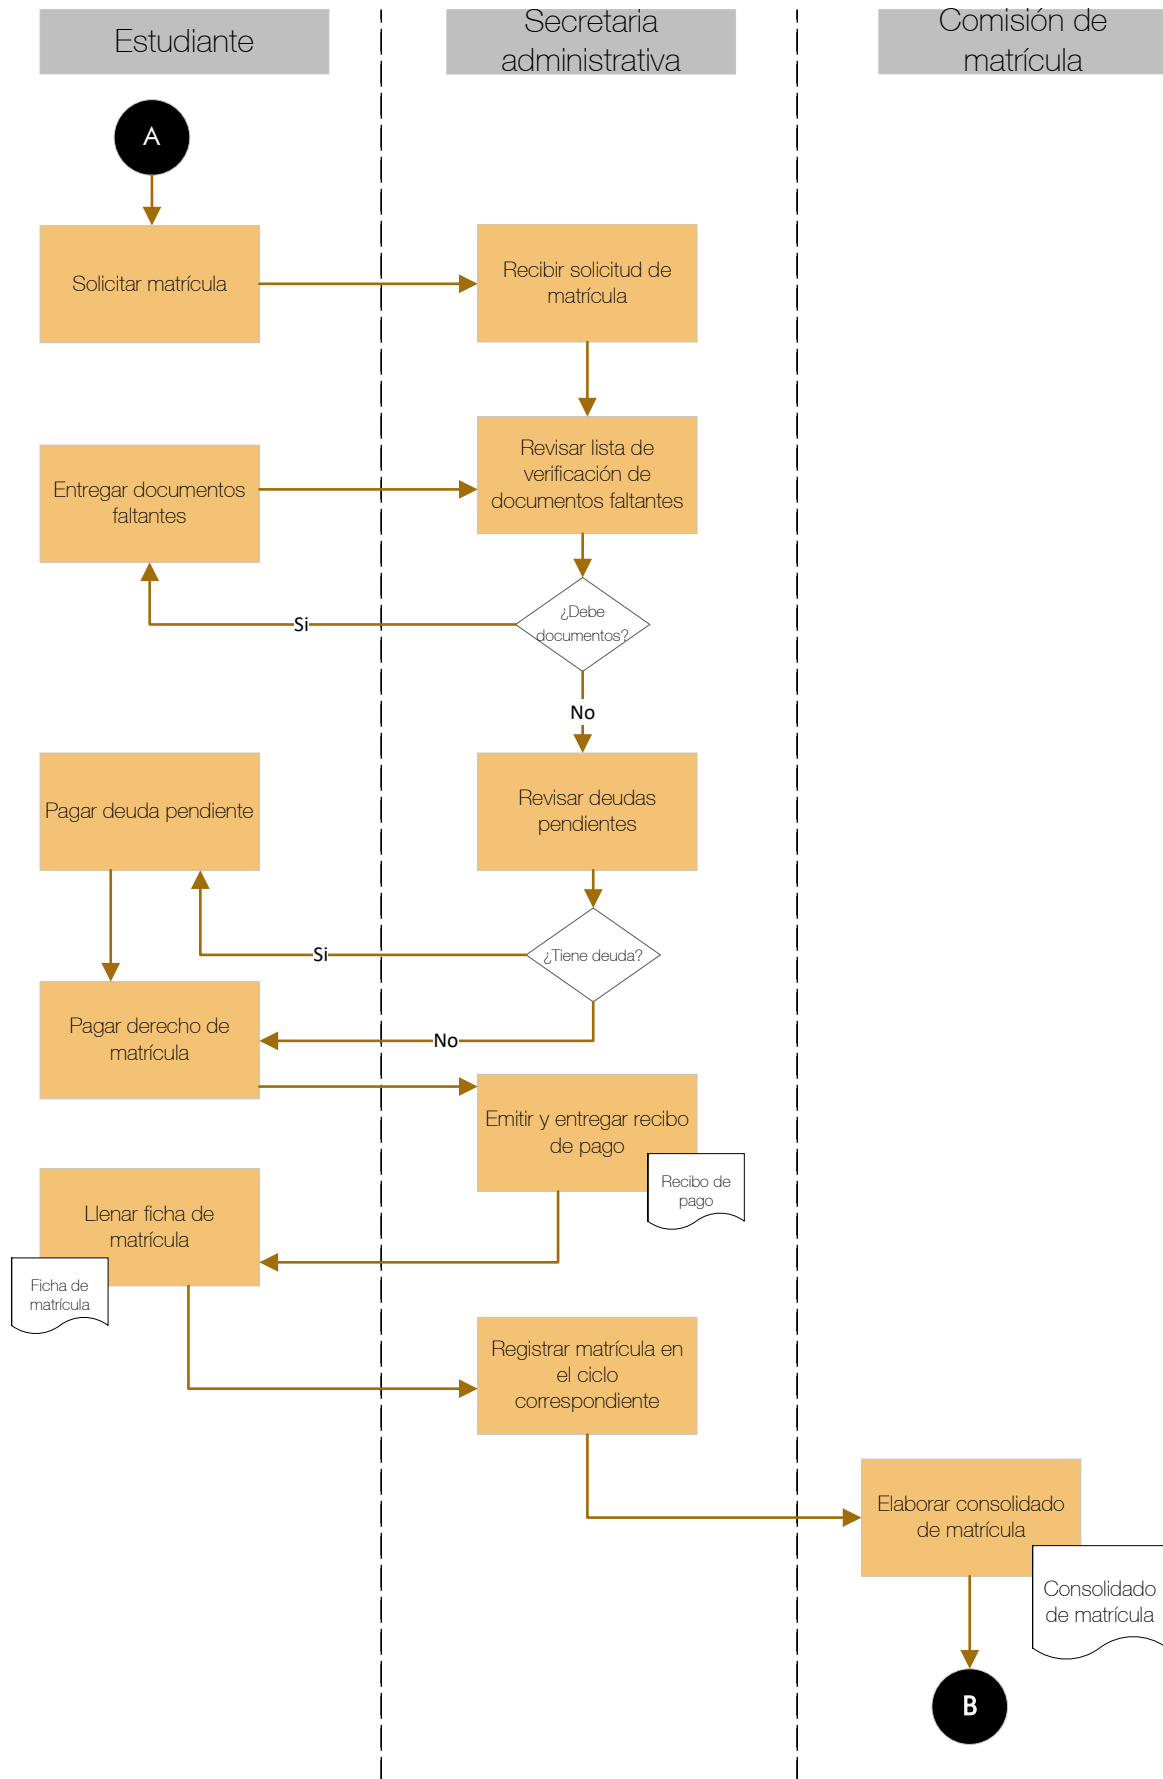 Estudiante
Secretaria
administrativa
Comisión de
matrícula
A
Solicitar matrícula
Recibir solicitud de
matrícula
Entregar documentos
faltantes
Revisar lista de
verificación de
documentos faltantes
¿Debe
documentos?
Si
No
Pagar deuda pendiente
Revisar deudas
pendientes
¿Tiene deuda?
Si
Pagar derecho de
matrícula
No
Emitir y entregar recibo
de pago
Recibo de
pago
Llenar ficha de
matrícula
Ficha de
matrícula
Registrar matrícula en
el ciclo
correspondiente
Elaborar consolidado
de matrícula
Consolidado
de matrícula
B